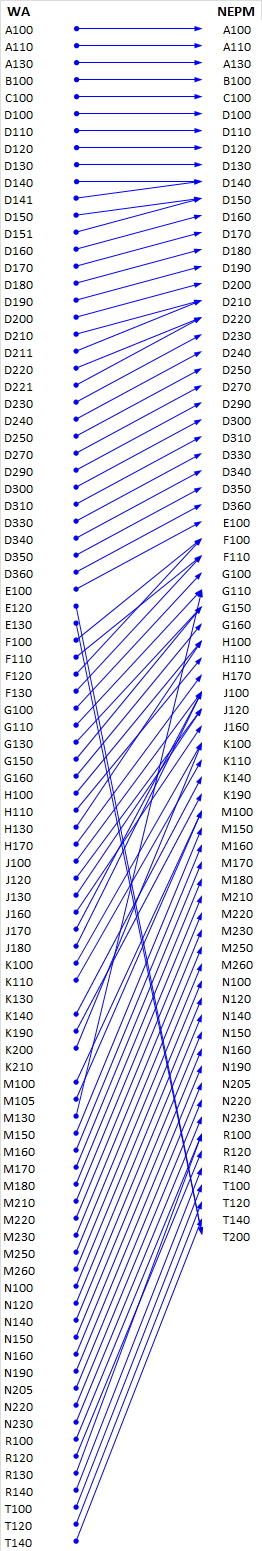 WA NEPM
A100 A100
A110 A110
A130 A130
B100 B100
C100 C100
D100 D100
D110 D110
D120 D120
D130 D130
D140 D140
D141 D150
D150 D160
D151 D170
D160 D180
D170 D190
D180 D200
D190 D210
D200 D220
D210 D230
D211 D240
D220 D250
D221 D270
D230 D290
D240 D300
D250 D310
D270 D330
D290 D340
D300 D350
D310 D360
D330 E100
D340 F100
D350 F110
D360 G100
E100 G110
E120 G150
E130 G160
F100 H100
F110 H110
F120 H170
F130 J100
G100 J120
G110 J160
G130 K100
G150 K110
G160 K140
H100 K190
H110 M100
H130 M150
H170 M160
J100 M170
J120 M180
J130 M210
J160 M220
J170 M230
J180 M250
K100 M260
K110 N100
K130 N120
K140 N140
K190 N150
K200 N160
K210 N190
M100 N205
M105 N220
M130 N230
M150 R100
M160 R120
M170 R140
M180 T100
M210 T120
M220 T140
M230 T200
M250
M260
N100
N120
N140
N150
N160
N190
N205
N220
N230
R100
R120
R130
R140
T100
T120
T140